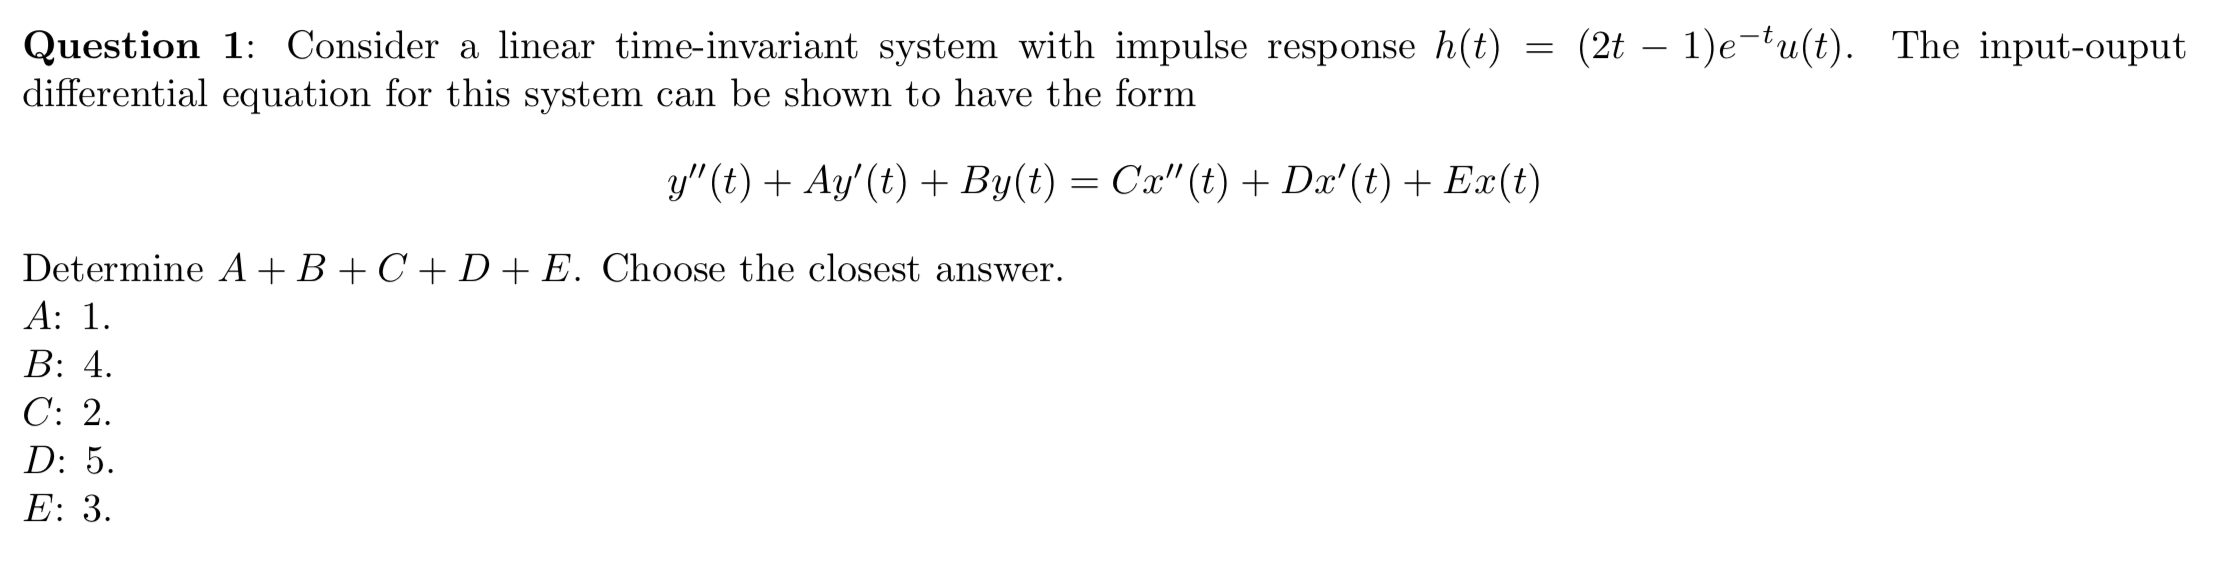 Question 1: Consider a linear time-invariant system with impulse response h(t) = (2t − 1)e^{−t}u(t). The input-ouput
differential equation for this system can be shown to have the form
y′′(t) + Ay′(t) + By(t) = Cx′′(t) + Dx′(t) + Ex(t)
Determine A + B + C + D + E. Choose the closest answer.
A: 1.
B: 4.
C: 2.
D: 5.
E: 3.